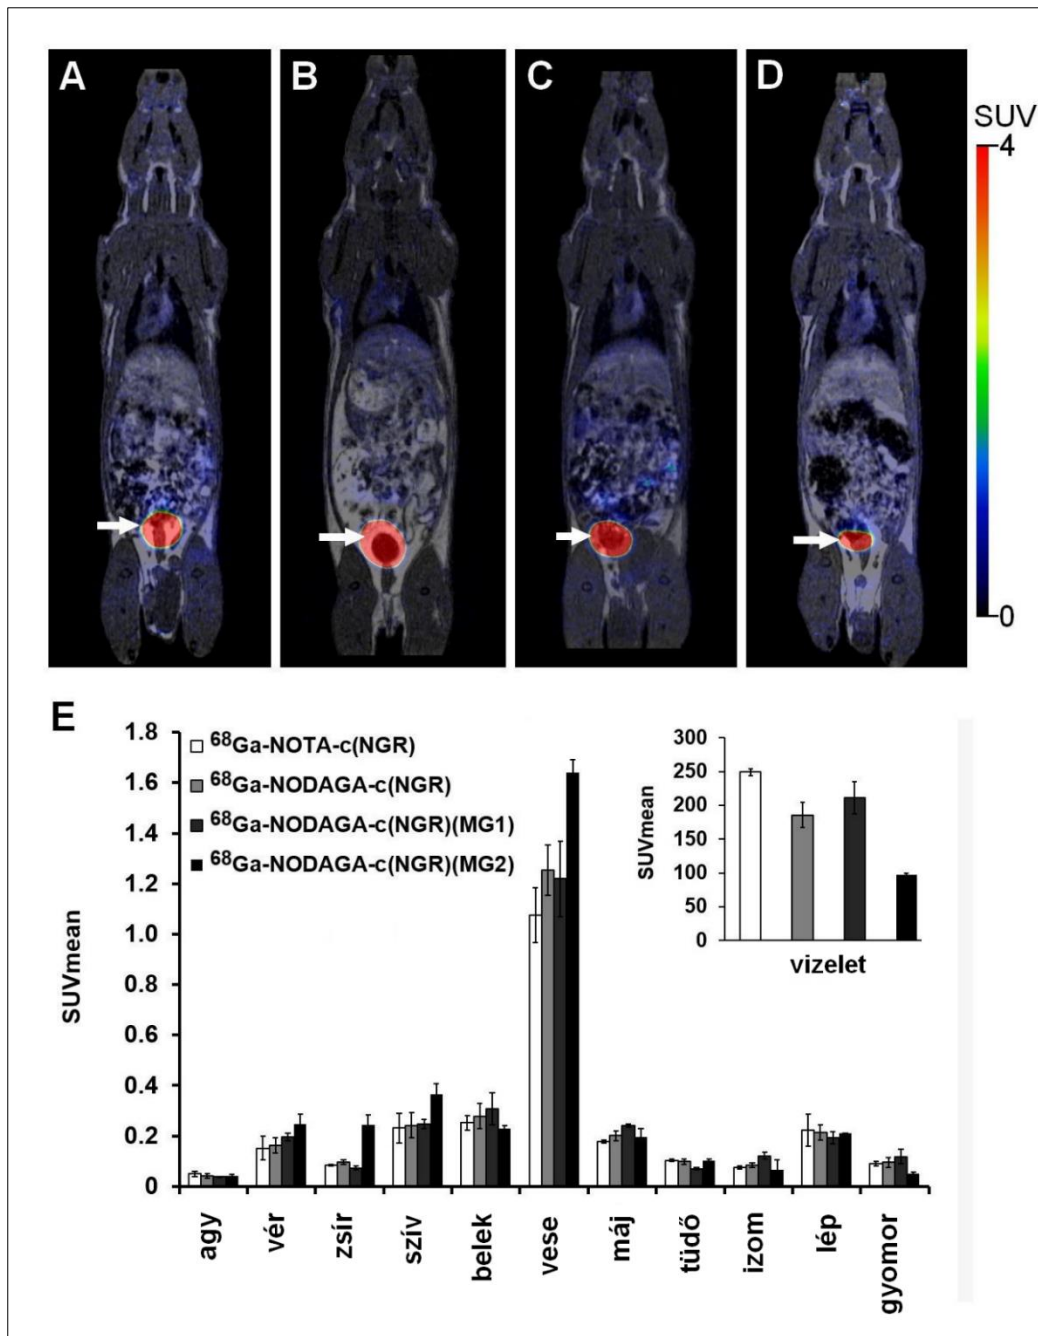 A
B
C
D
SUV
4
0
E
1.8
1.6
1.4
1.2
1.0
0.8
0.6
0.4
0.2
0
SUVmean
⁶⁸Ga-NOTA-c(NGR)
⁶⁸Ga-NODAGA-c(NGR)
⁶⁸Ga-NODAGA-c(NGR)(MG1)
⁶⁸Ga-NODAGA-c(NGR)(MG2)
300
250
200
150
100
50
0
SUVmean
vizelet
agy
vér
zsír
szív
belek
vese
máj
tüdő
izom
lép
gyomor